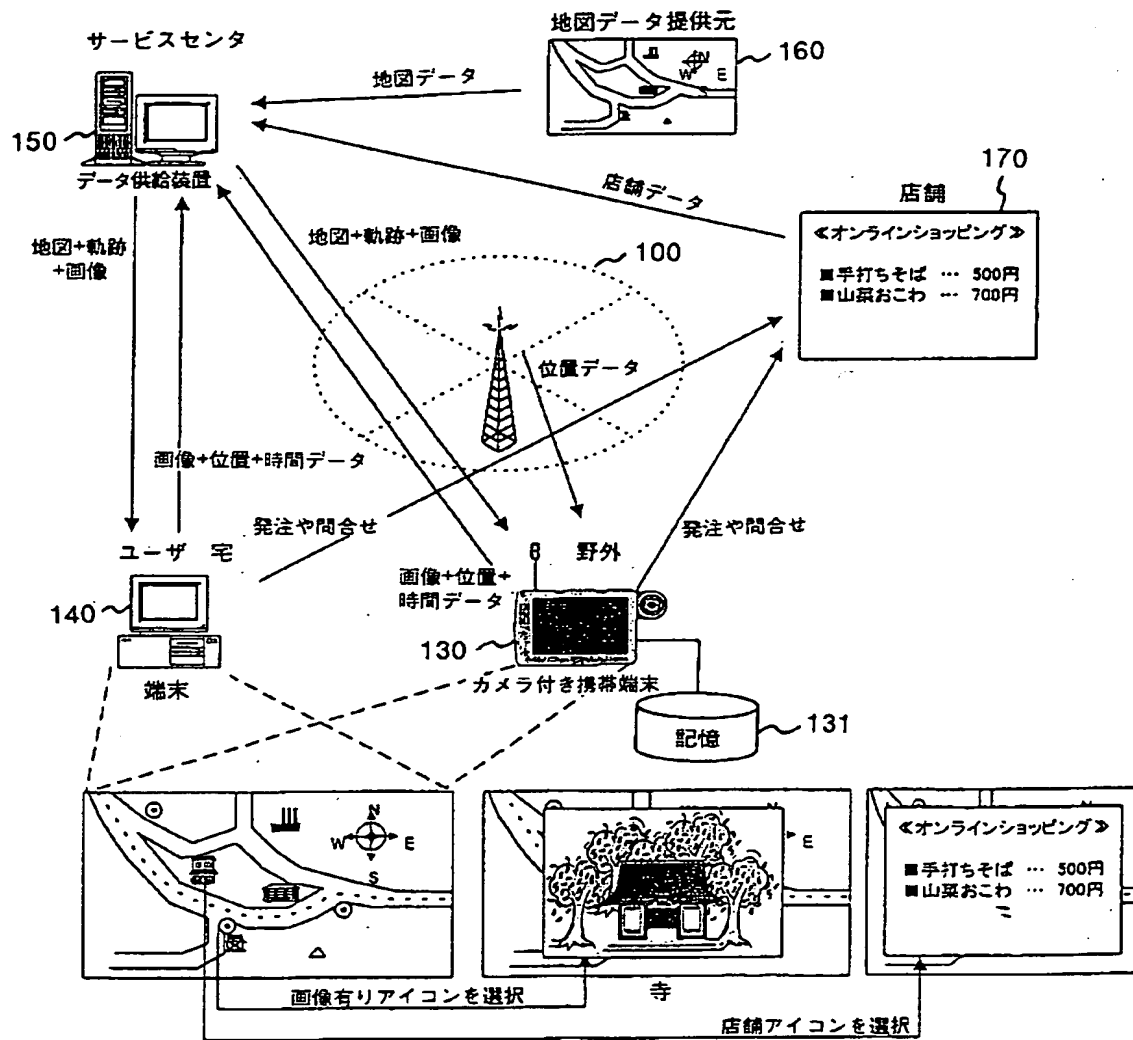 地図データ提供元
サービスセンタ
160
地図データ
N
W E
150
データ供給装置
170
店舗データ
店舗
≪オンラインショッピング≫
■手打ちそば … 500円
■山菜おこわ … 700円
地図+軌跡
+画像
地図+軌跡+画像
100
位置データ
画像+位置+時間データ
発注や問合せ
発注や問合せ
ユーザ 宅
野外
画像+位置+
時間データ
140
130
端末
カメラ付き携帯端末
記憶
131
N
W E
S
E
≪オンラインショッピング≫
■手打ちそば … 500円
■山菜おこわ … 700円
画像有りアイコンを選択
寺
店舗アイコンを選択